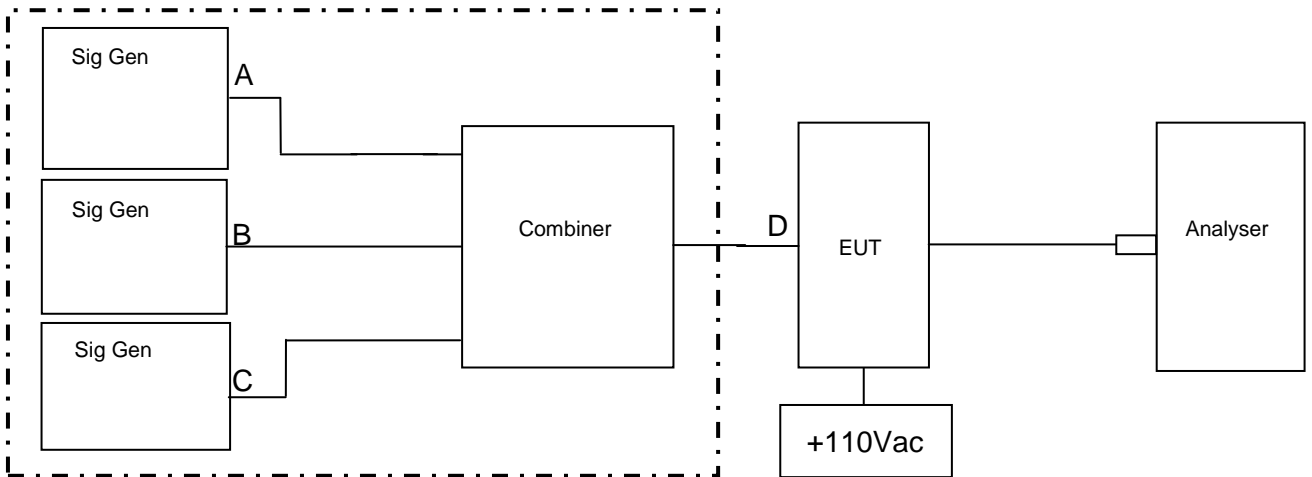 Sig Gen
A
Sig Gen
B
Sig Gen
C
Combiner
D
EUT
Analyser
+110Vac